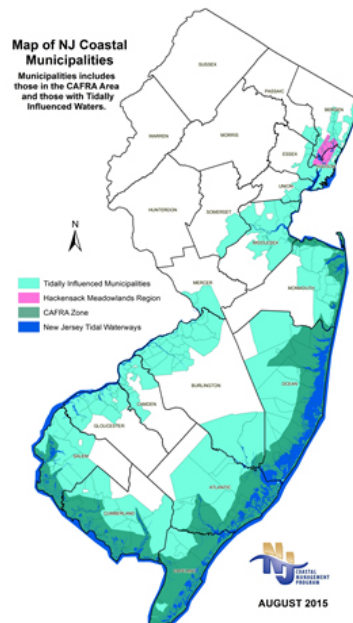 Map of NJ Coastal
Municipalities
Municipalities includes
those in the CAFRA Area
and those with Tidally
Influenced Waters.
SUSSEX
PASSAIC
BERGEN
WARREN
MORRIS
ESSEX
UNION
HUNTERDON
SOMERSET
MIDDLESEX
N
MERCER
MONMOUTH
Tidally Influenced Municipalities
Hackensack Meadowlands Region
CAFRA Zone
New Jersey Tidal Waterways
OCEAN
BURLINGTON
CAMDEN
GLOUCESTER
SALEM
ATLANTIC
CUMBERLAND
NJ
COASTAL
MANAGEMENT
PROGRAM
AUGUST 2015